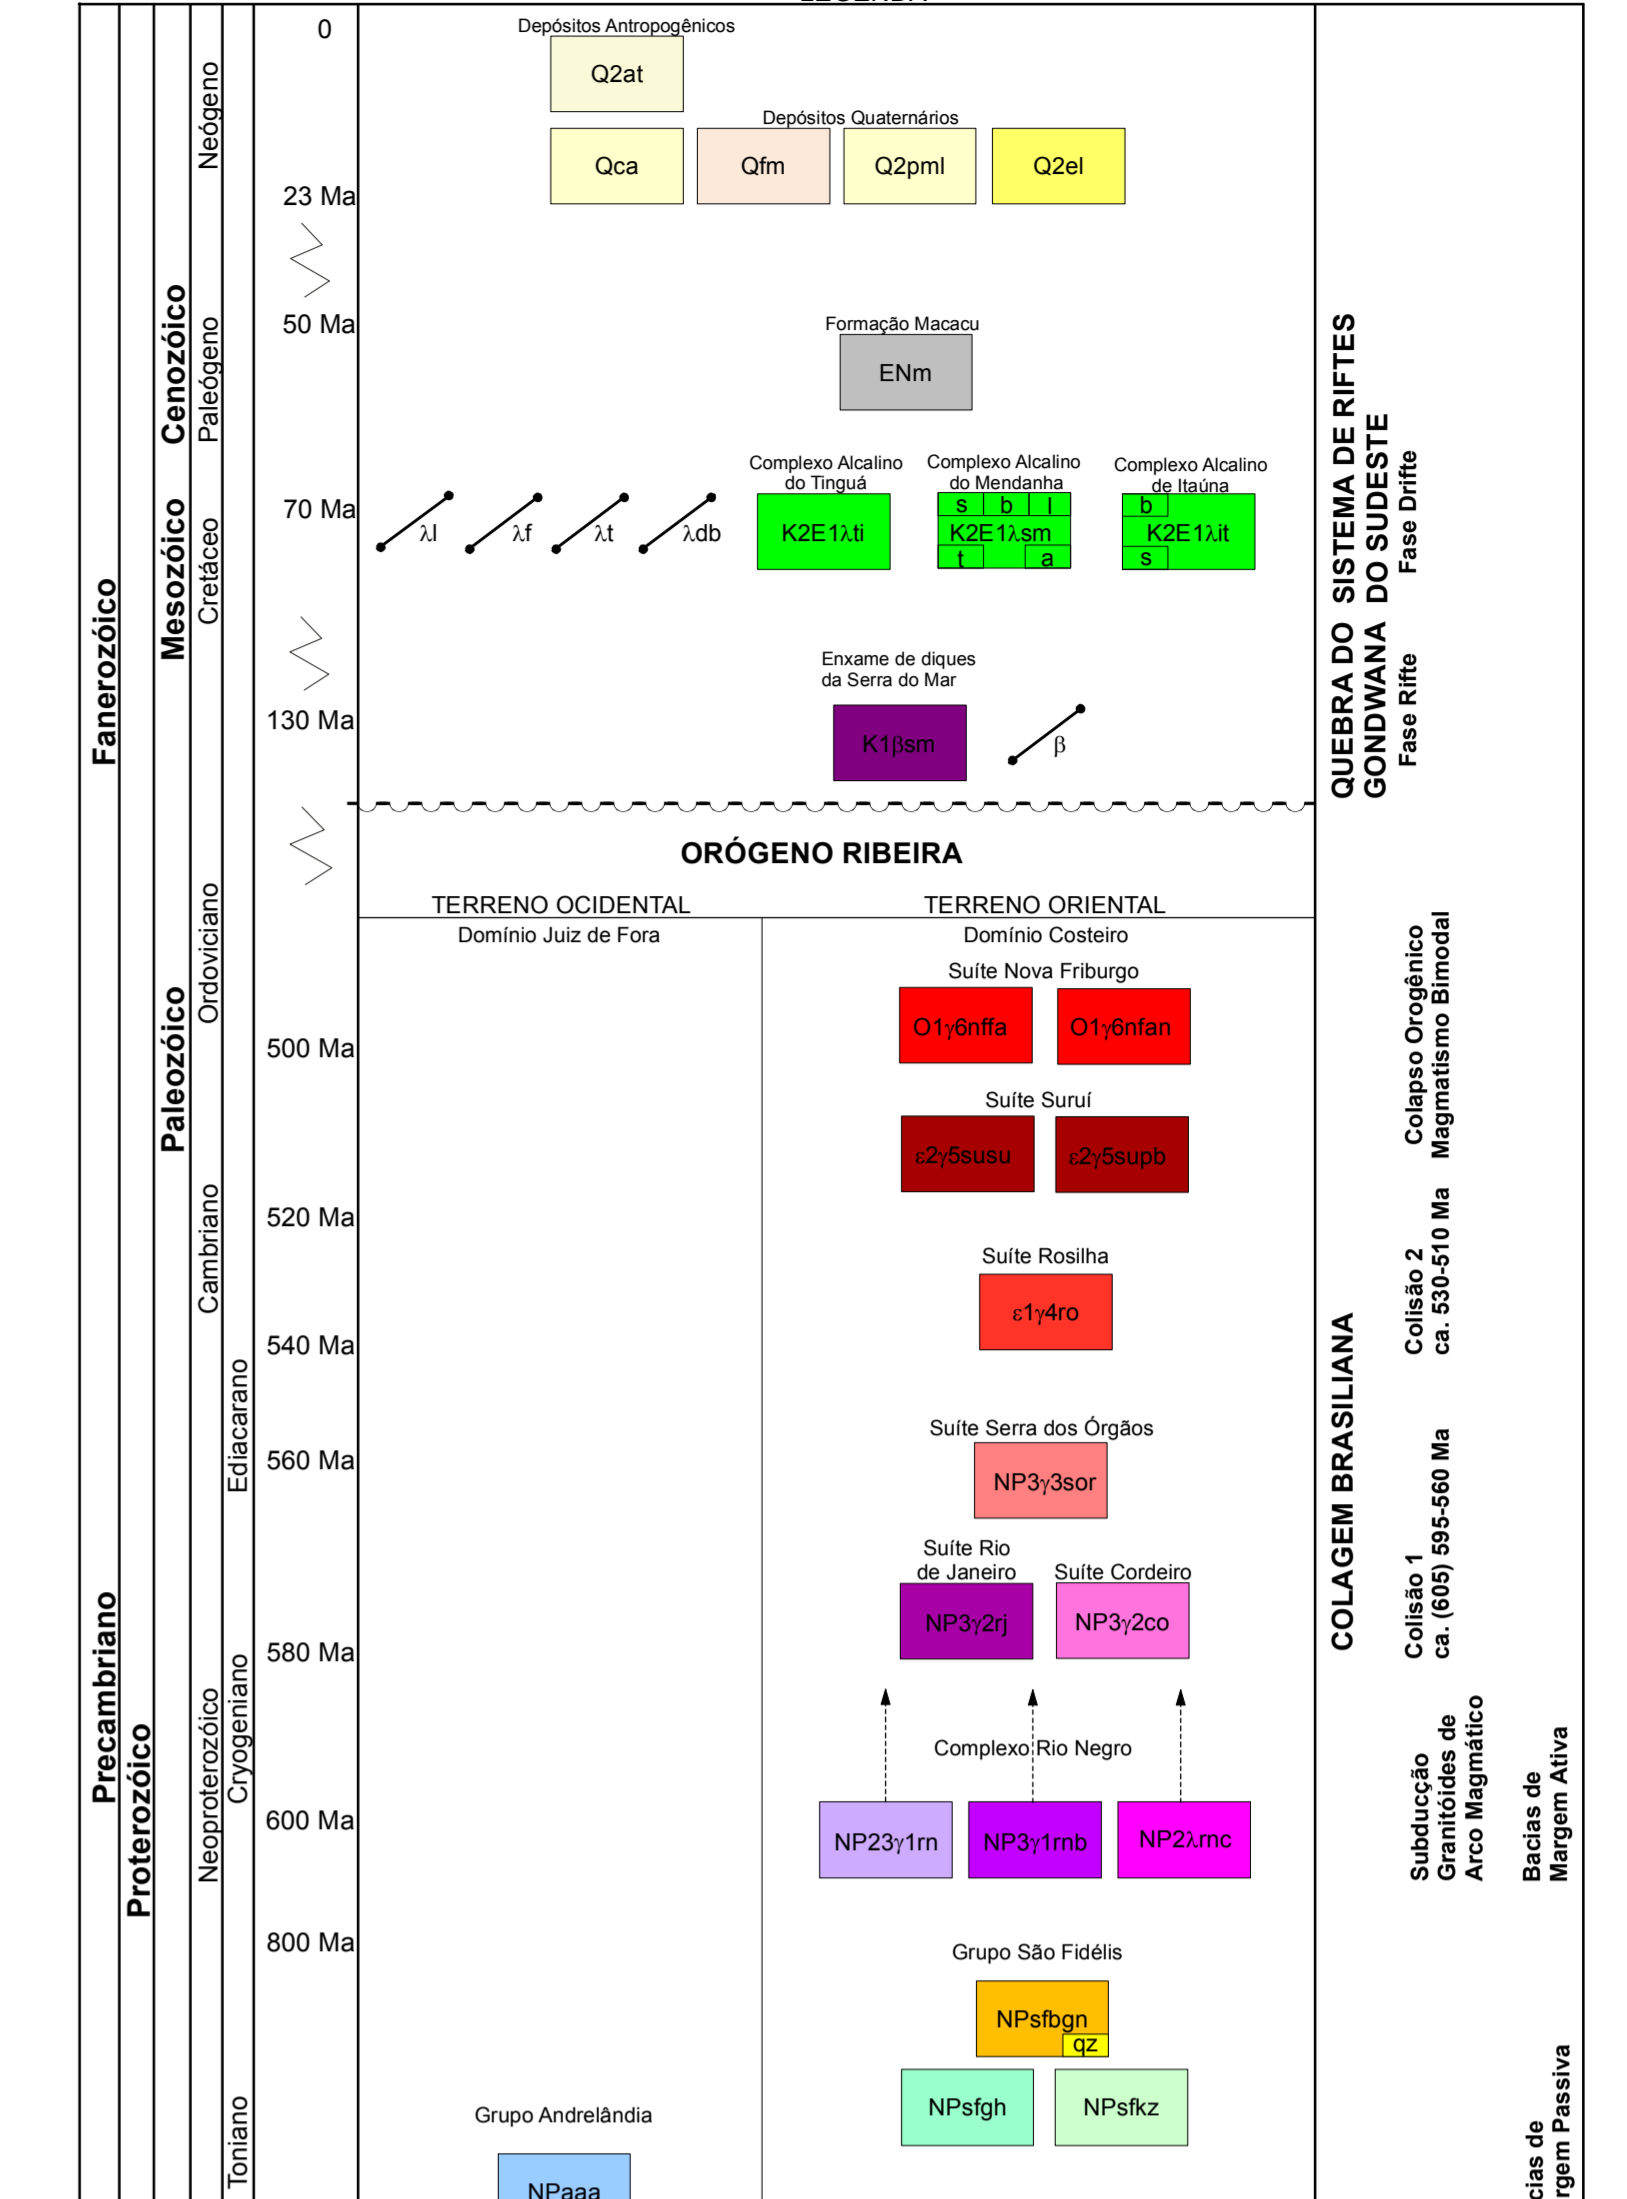 0
Depósitos Antropogênicos
Q2at
Neógeno
Depósitos Quaternários
Qca
Qfm
Q2pml
Q2el
23 Ma
Cenozóico
Paleógeno
50 Ma
Formação Macacu
ENm
SISTEMA DE RIFTES
DO SUDESTE
Fase Drifte
Fanerozóico
Mesozóico
Cretáceo
70 Ma
λl
λf
λt
λdb
Complexo Alcalino
do Tinguá
K2E1λti
Complexo Alcalino
do Mendanha
s b l
K2E1λsm
t a
Complexo Alcalino
de Itaúna
b
K2E1λit
s
130 Ma
Enxame de diques
da Serra do Mar
K1βsm
β
QUEBRA DO
GONDWANA
Fase Rifte
ORÓGENO RIBEIRA
TERRENO OCIDENTAL
TERRENO ORIENTAL
Domínio Juiz de Fora
Domínio Costeiro
Paleozóico
Ordoviciano
Suíte Nova Friburgo
O1γ6nffa
O1γ6nfan
500 Ma
Colapso Orogênico
Magmatismo Bimodal
Suíte Suruí
ε2γ5susu
ε2γ5supb
520 Ma
Cambriano
Suíte Rosilha
ε1γ4ro
Colisão 2
ca. 530-510 Ma
540 Ma
Ediacarano
COLAGEM BRASILIANA
Suíte Serra dos Órgãos
NP3γ3sor
560 Ma
Suíte Rio
de Janeiro
NP3γ2rj
Suíte Cordeiro
NP3γ2co
Colisão 1
ca. (605) 595-560 Ma
580 Ma
Precambriano
Proterozóico
Neoproterozóico
Cryogeniano
Complexo Rio Negro
600 Ma
NP23γ1rn
NP3γ1rnb
NP2λrnc
Subducção
Granitóides de
Arco Magmático
Bacias de
Margem Ativa
800 Ma
Grupo São Fidélis
NPsfbgn
qz
NPsfgh
NPsfkz
Toniano
Grupo Andrelândia
NPaaa